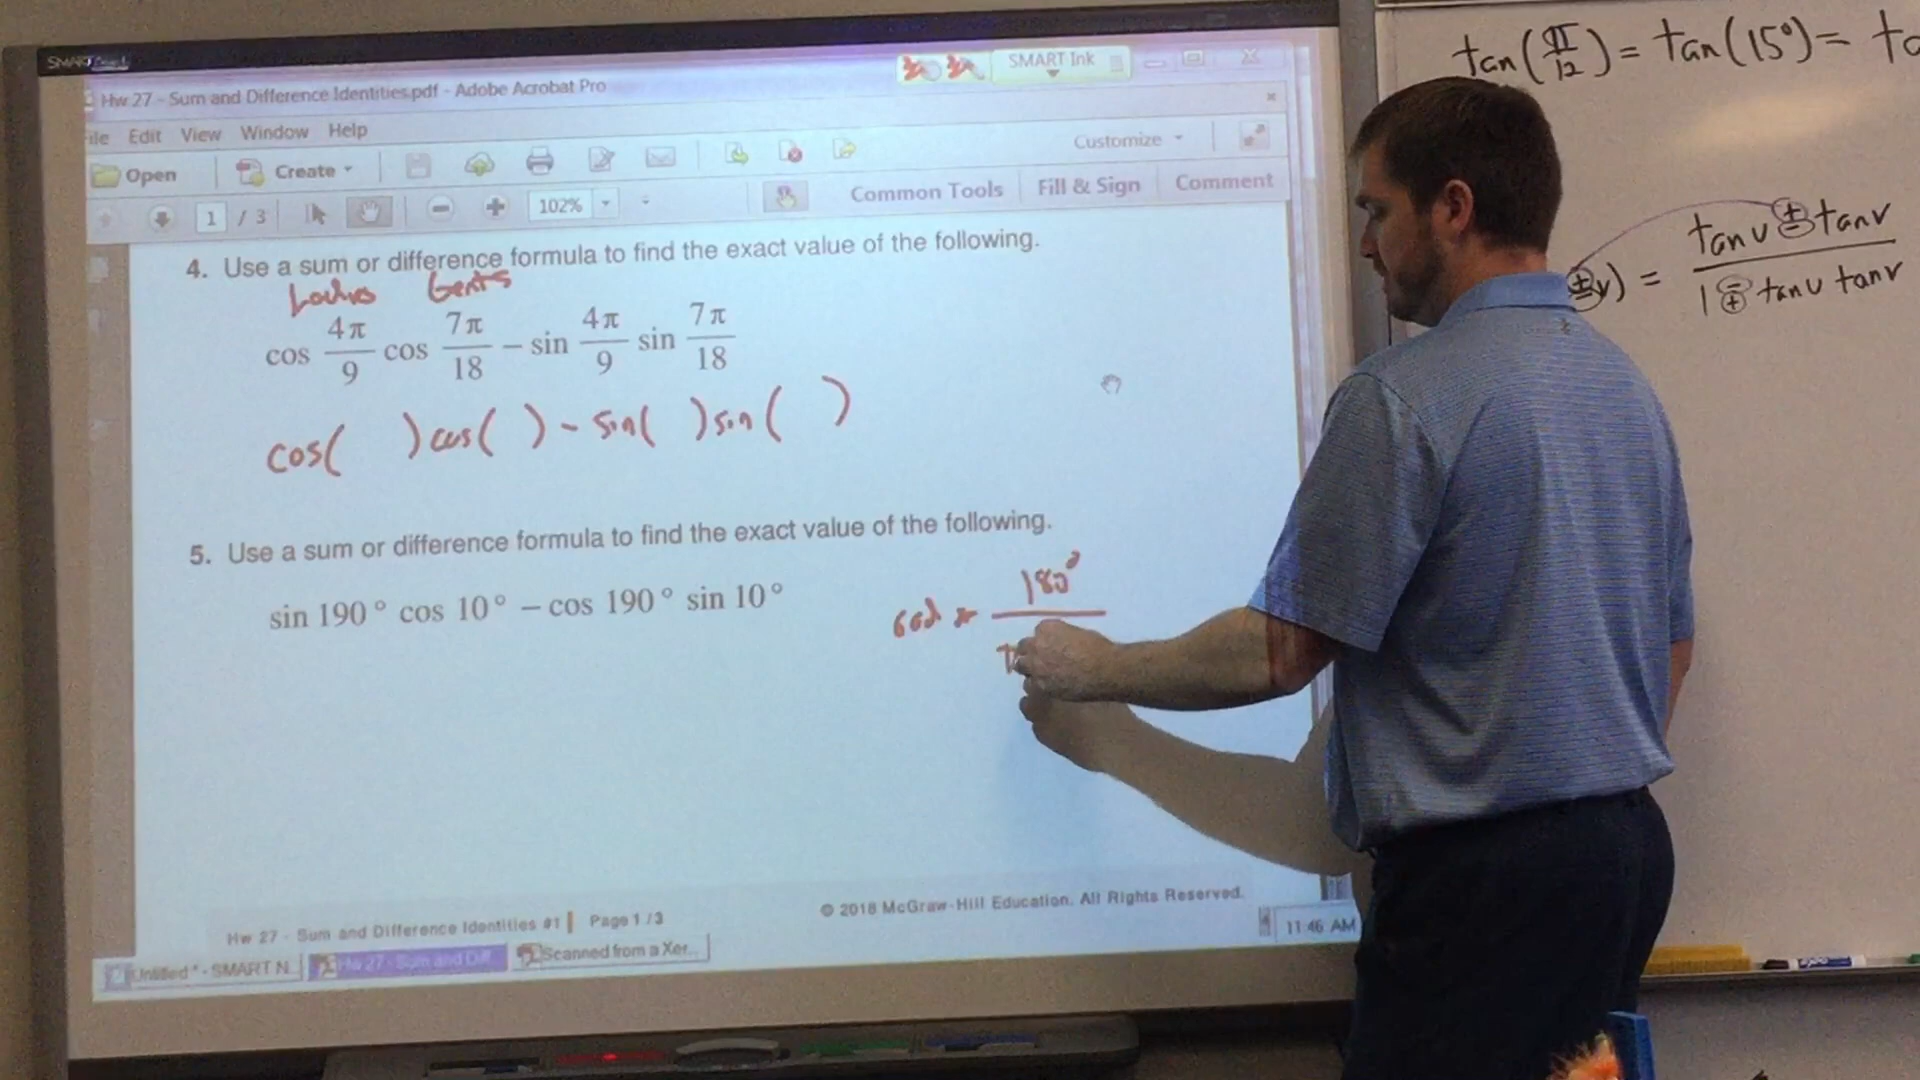 SMART
Hw 27 - Sum and Difference Identities.pdf - Adobe Acrobat Pro
SMART Ink
File Edit View Window Help
Open Create Customize
1 / 3 102% Common Tools Fill & Sign Comment
4. Use a sum or difference formula to find the exact value of the following.
cos 4π/9 cos 7π/18 − sin 4π/9 sin 7π/18
cos( )cos( ) - sin( )sin( )
5. Use a sum or difference formula to find the exact value of the following.
sin 190° cos 10° − cos 190° sin 10°
180°
Hw 27 - Sum and Difference Identities #1 | Page 1 / 3
© 2018 McGraw-Hill Education. All Rights Reserved.
Untitled * - SMART N...
Hw 27 - Sum and Diff...
Scanned from a Xer...
11:46 AM
tan(π/12) = tan(15°) = ta
±v) = tan u ± tan v / 1 ∓ tan u tan v